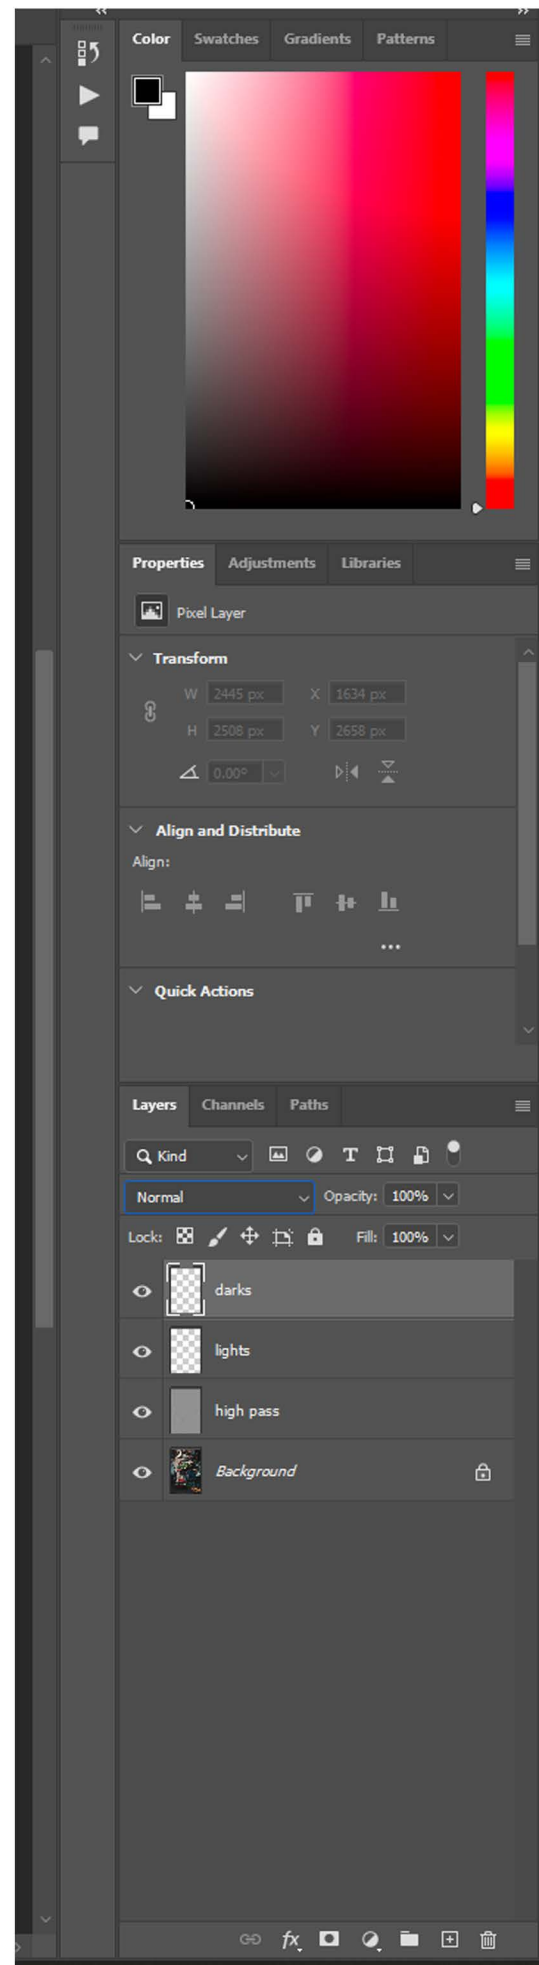 Color Swatches Gradients Patterns
Properties Adjustments Libraries
Pixel Layer
Transform
W 2445 px X 1634 px
H 2508 px Y 2658 px
0.00°
Align and Distribute
Align:
Quick Actions
Layers Channels Paths
Kind T
Normal Opacity: 100%
Lock: Fill: 100%
darks
lights
high pass
Background
fx